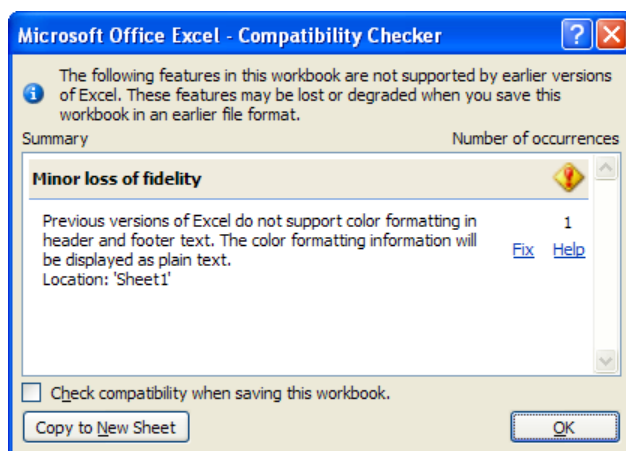 Microsoft Office Excel - Compatibility Checker
The following features in this workbook are not supported by earlier versions
of Excel. These features may be lost or degraded when you save this
workbook in an earlier file format.
Summary Number of occurrences
Minor loss of fidelity
Previous versions of Excel do not support color formatting in 1
header and footer text. The color formatting information will Fix Help
be displayed as plain text.
Location: 'Sheet1'
Check compatibility when saving this workbook.
Copy to New Sheet OK